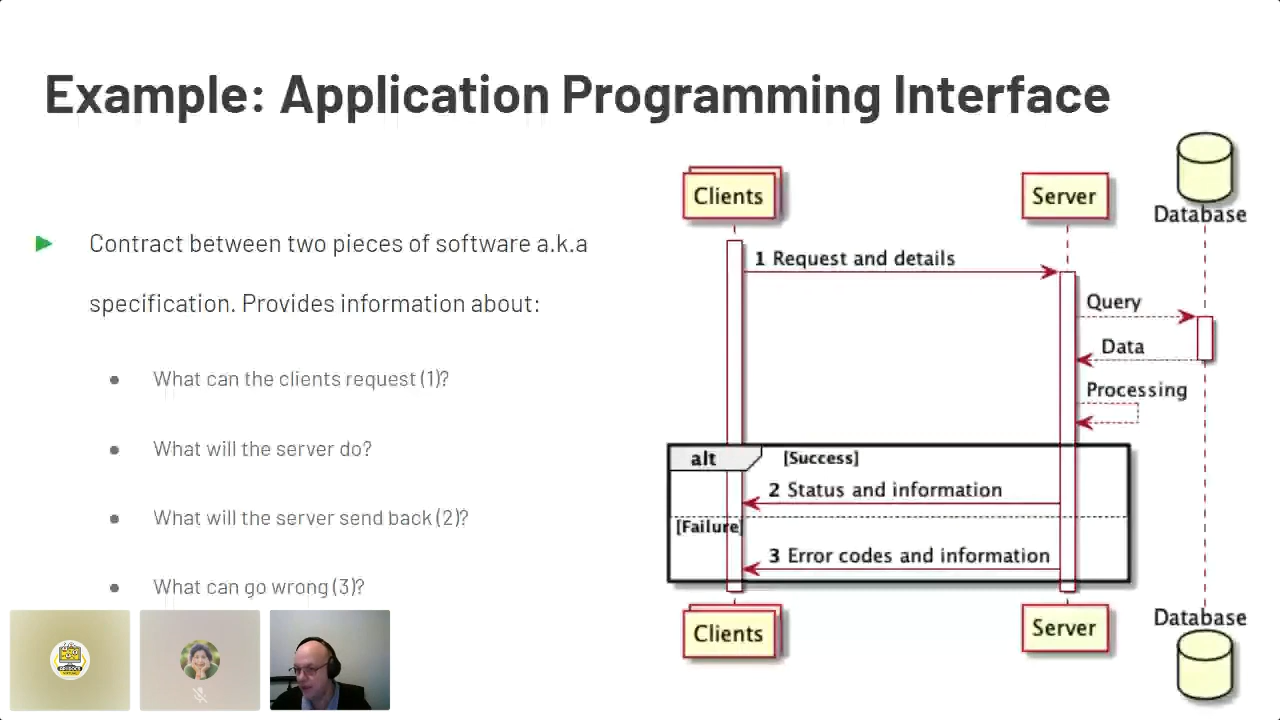 Example: Application Programming Interface
Contract between two pieces of software a.k.a
specification. Provides information about:
What can the clients request (1)?
What will the server do?
What will the server send back (2)?
What can go wrong (3)?
Clients
Server
Database
1 Request and details
Query
Data
Processing
alt
[Success]
2 Status and information
[Failure]
3 Error codes and information
Clients
Server
Database